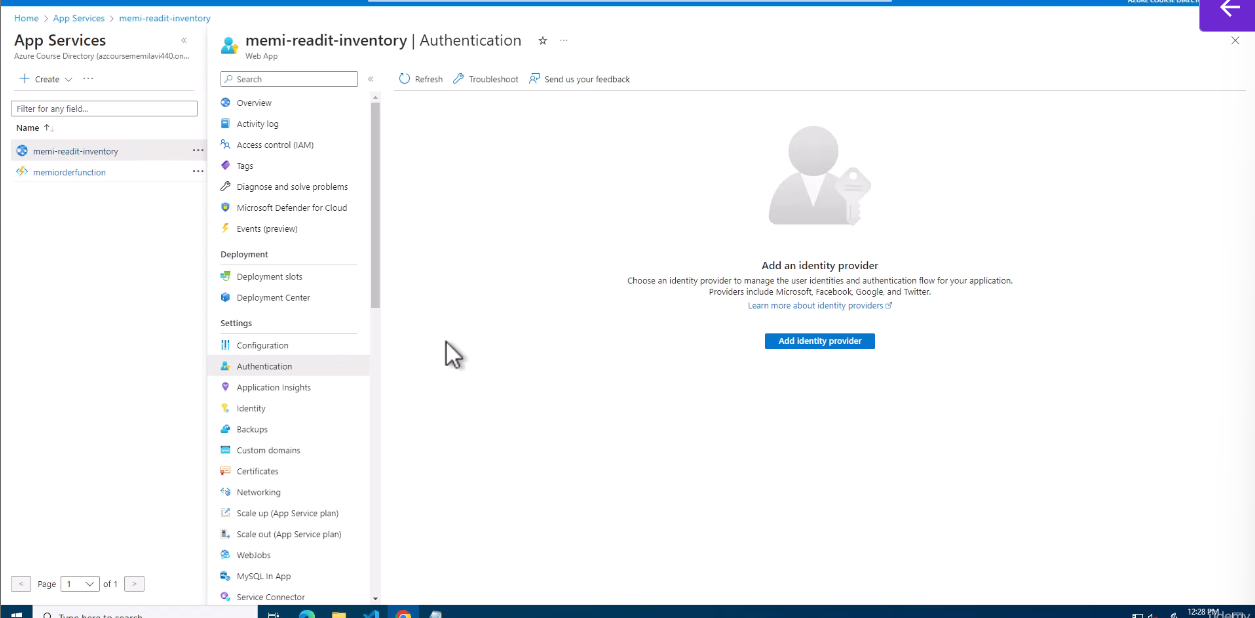 AZURE COURSE DIRECT
Home > App Services > memi-readit-inventory
App Services
Azure Course Directory (azcoursememilavi440.on...
Create
Filter for any field...
Name
memi-readit-inventory
memiorderfunction
Page 1 of 1
memi-readit-inventory | Authentication
Web App
Search
Overview
Activity log
Access control (IAM)
Tags
Diagnose and solve problems
Microsoft Defender for Cloud
Events (preview)
Deployment
Deployment slots
Deployment Center
Settings
Configuration
Authentication
Application Insights
Identity
Backups
Custom domains
Certificates
Networking
Scale up (App Service plan)
Scale out (App Service plan)
WebJobs
MySQL In App
Service Connector
Refresh
Troubleshoot
Send us your feedback
Add an identity provider
Choose an identity provider to manage the user identities and authentication flow for your application.
Providers include Microsoft, Facebook, Google, and Twitter.
Learn more about identity providers
Add identity provider
Type here to search
12:28 PM
Udemy